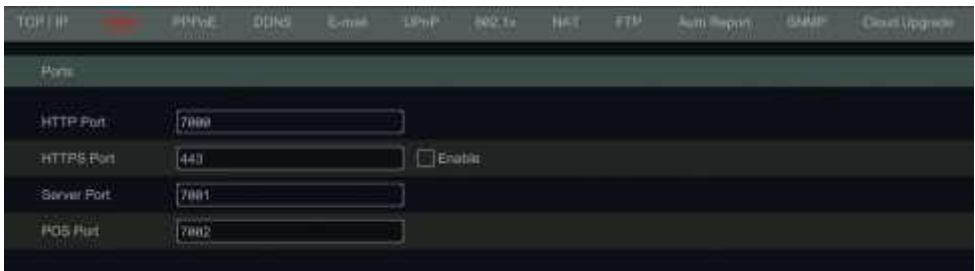 TCP / IP PPPoE DDNS E-mail UPnP 802.1x NAT FTP Auto Report SNMP Cloud Upgrade
Ports
HTTP Port 7000
HTTPS Port 443 Enable
Server Port 7001
POS Port 7002